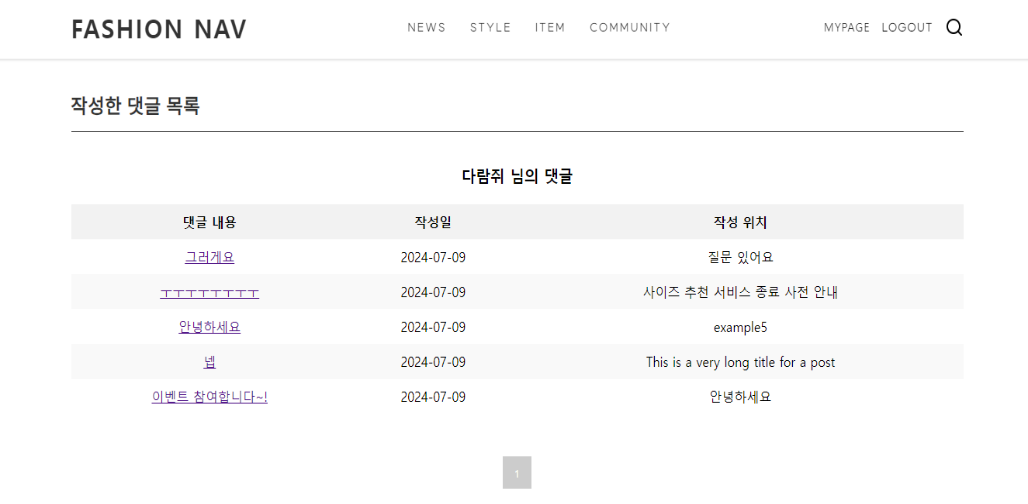 FASHION NAV NEWS STYLE ITEM COMMUNITY MYPAGE LOGOUT
작성한 댓글 목록
다람쥐 님의 댓글
댓글 내용 작성일 작성 위치
그러게요 2024-07-09 질문 있어요
ㅜㅜㅜㅜㅜㅜㅜㅜ 2024-07-09 사이즈 추천 서비스 종료 사전 안내
안녕하세요 2024-07-09 example5
넵 2024-07-09 This is a very long title for a post
이벤트 참여합니다~! 2024-07-09 안녕하세요
1